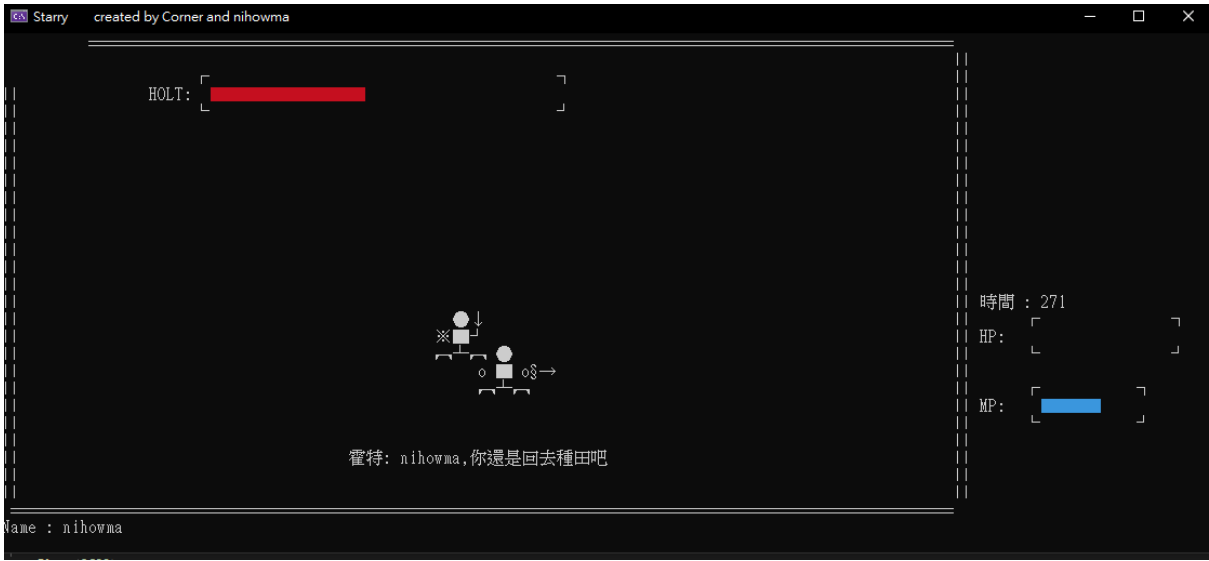 Starry created by Corner and nihowma
HOLT:
時間 : 271
HP:
MP:
霍特: nihowma,你還是回去種田吧
Name : nihowma